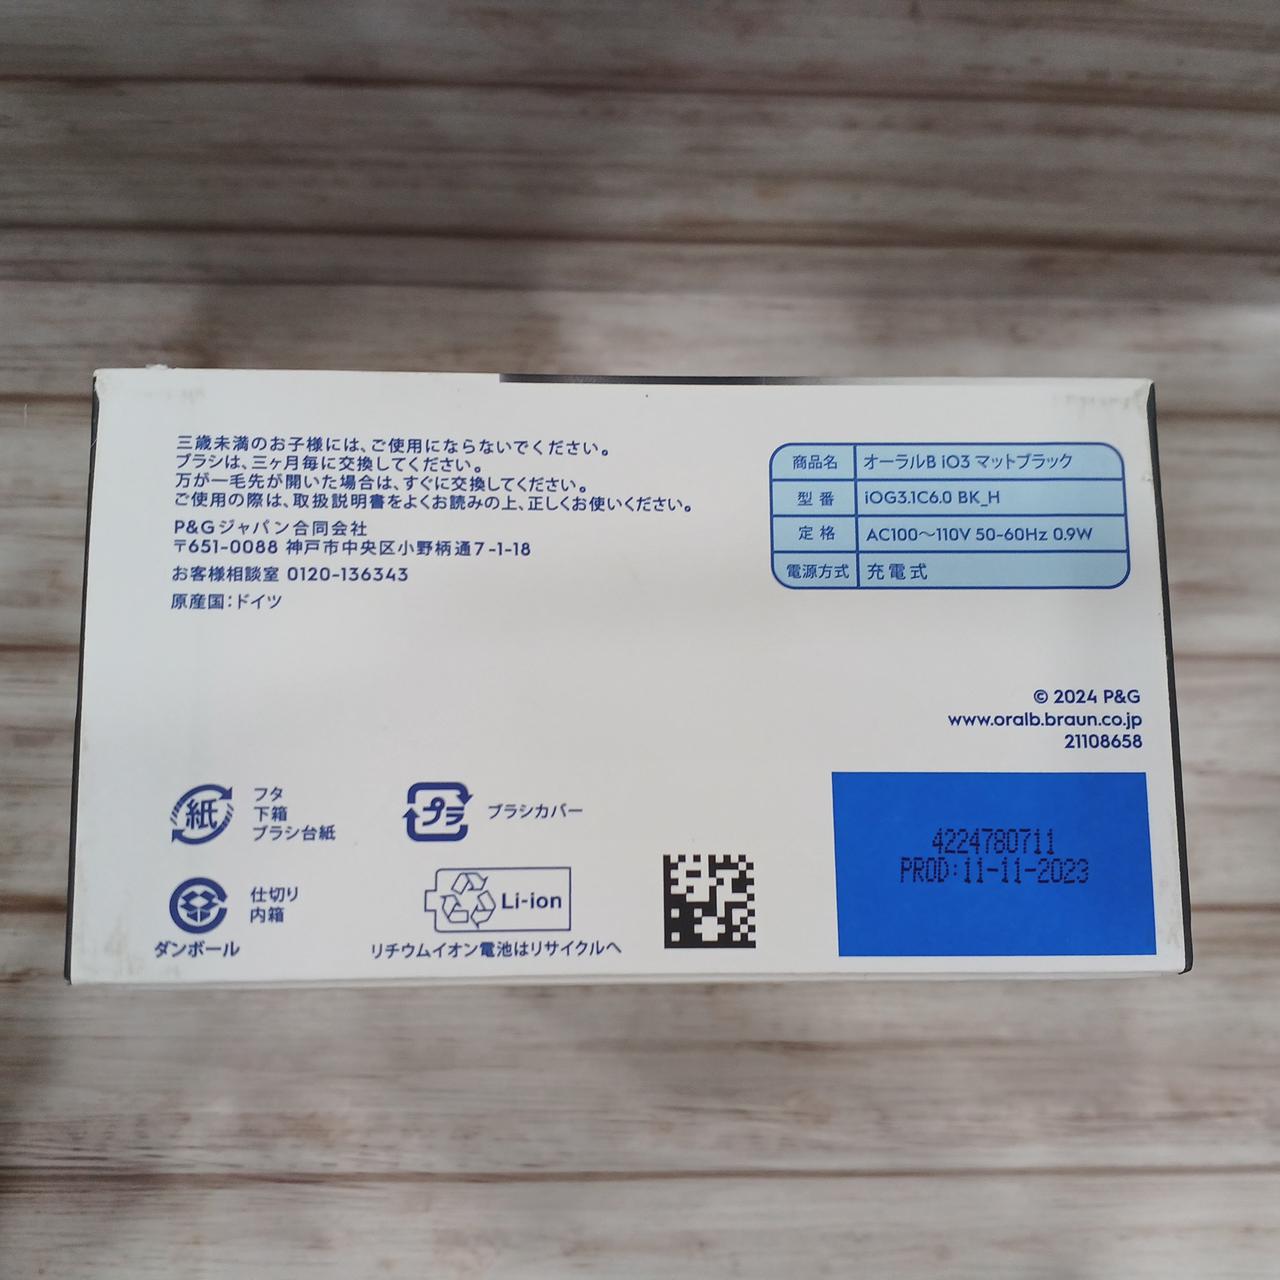 三歳未満のお子様には、ご使用にならないでください。
ブラシは、三ヶ月毎に交換してください。
万が一毛先が開いた場合は、すぐに交換してください。
ご使用の際は、取扱説明書をよくお読みの上、正しくお使いください。
P&Gジャパン合同会社
〒651-0088 神戸市中央区小野柄通7-1-18
お客様相談室 0120-136343
原産国：ドイツ
商品名 オーラルB iO3 マットブラック
型番 iOG3.1C6.0 BK_H
定格 AC100～110V 50-60Hz 0.9W
電源方式 充電式
© 2024 P&G
www.oralb.braun.co.jp
21108658
紙
フタ
下箱
ブラシ台紙
プラ
ブラシカバー
ダンボール
仕切り
内箱
Li-ion
リチウムイオン電池はリサイクルへ
4224780711
PROD:11-11-2023